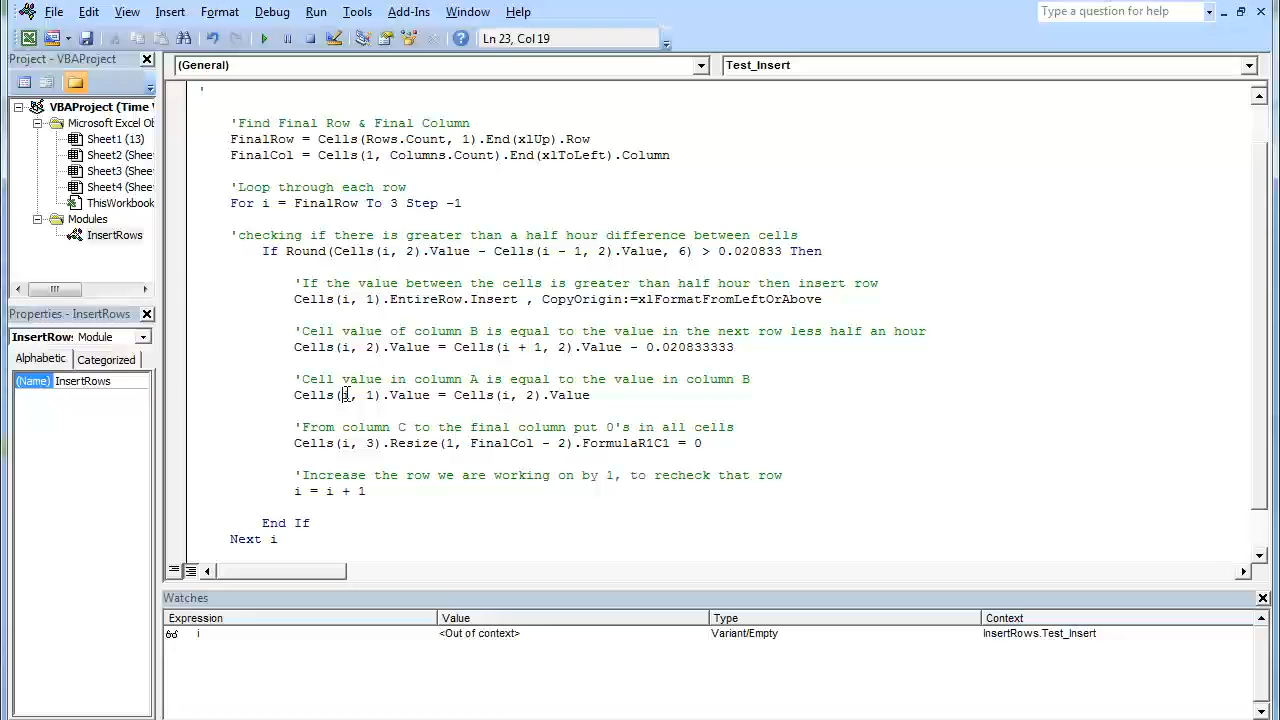 File Edit View Insert Format Debug Run Tools Add-Ins Window Help
Type a question for help
Ln 23, Col 19
Project - VBAProject
(General)
Test_Insert
VBAProject (Time V
Microsoft Excel Ob
Sheet1 (13)
Sheet2 (Shee
Sheet3 (Shee
Sheet4 (Shee
ThisWorkbook
Modules
InsertRows
Properties - InsertRows
InsertRow: Module
Alphabetic Categorized
(Name) InsertRows
'
'Find Final Row & Final Column
FinalRow = Cells(Rows.Count, 1).End(xlUp).Row
FinalCol = Cells(1, Columns.Count).End(xlToLeft).Column
'Loop through each row
For i = FinalRow To 3 Step -1
'checking if there is greater than a half hour difference between cells
If Round(Cells(i, 2).Value - Cells(i - 1, 2).Value, 6) > 0.020833 Then
'If the value between the cells is greater than half hour then insert row
Cells(i, 1).EntireRow.Insert , CopyOrigin:=xlFormatFromLeftOrAbove
'Cell value of column B is equal to the value in the next row less half an hour
Cells(i, 2).Value = Cells(i + 1, 2).Value - 0.020833333
'Cell value in column A is equal to the value in column B
Cells(i, 1).Value = Cells(i, 2).Value
'From column C to the final column put 0's in all cells
Cells(i, 3).Resize(1, FinalCol - 2).FormulaR1C1 = 0
'Increase the row we are working on by 1, to recheck that row
i = i + 1
End If
Next i
Watches
Expression Value Type Context
i <Out of context> Variant/Empty InsertRows.Test_Insert